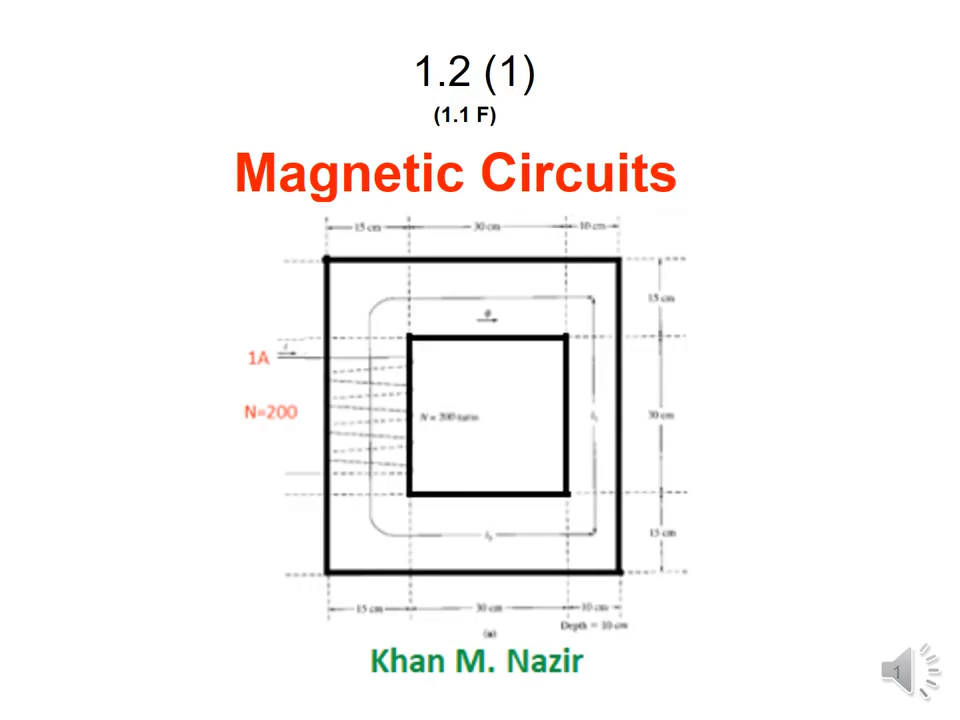 1.2 (1)
(1.1 F)
Magnetic Circuits
15 cm 30 cm 10 cm
15 cm
ϕ
1A i
N=200
N = 200 turns
30 cm
15 cm
15 cm 30 cm 10 cm
Depth = 10 cm
(a)
Khan M. Nazir
1